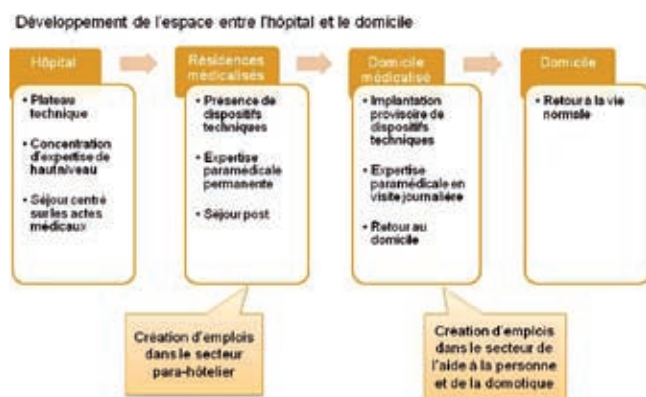 Développement de l'espace entre l'hôpital et le domicile
Hôpital
• Plateau
technique
• Concentration
d'expertise de
haut niveau
• Séjour centré
sur les actes
médicaux
Résidences
médicalisés
• Présence de
dispositifs
techniques
• Expertise
paramédicale
permanente
• Séjour post
Domicile
médicalisé
• Implantation
provisoire de
dispositifs
techniques
• Expertise
paramédicale en
visite journalière
• Retour au
domicile
Domicile
• Retour à la vie
normale
Création d'emplois
dans le secteur
para-hôtelier
Création d'emplois
dans le secteur de
l'aide à la personne
et de la domotique